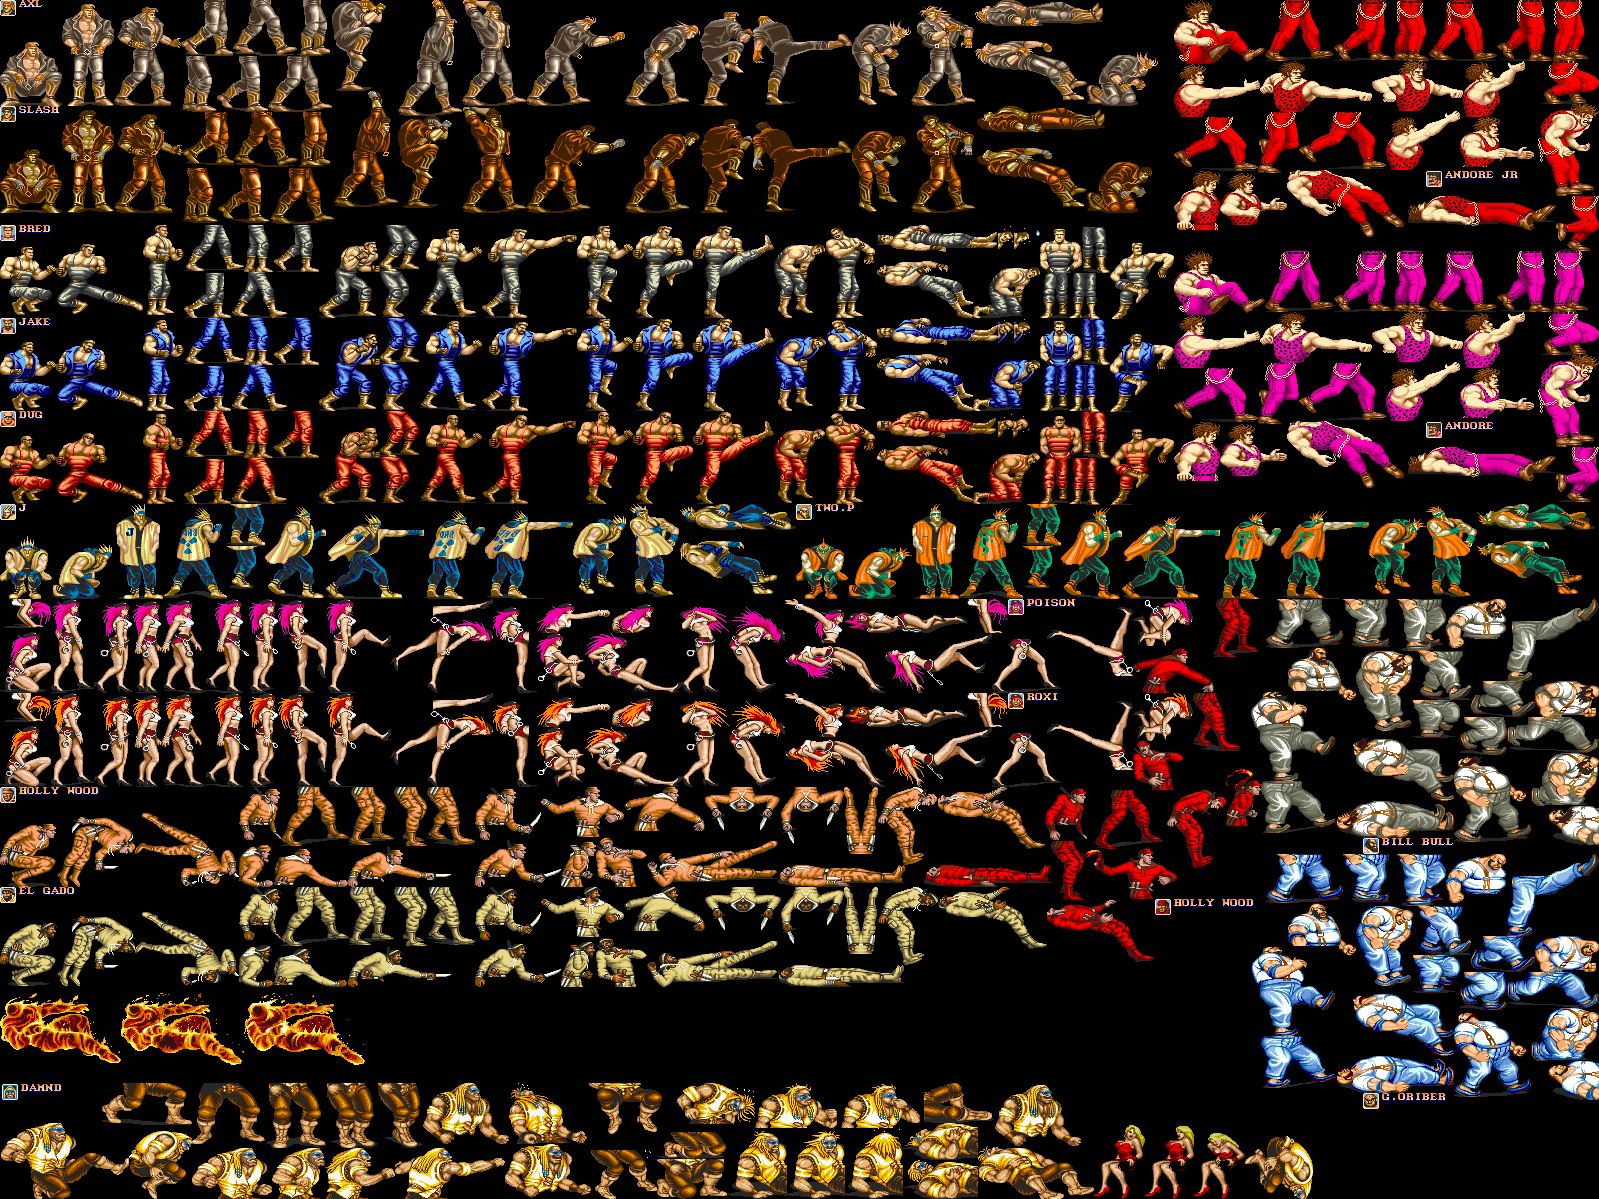 AXL
SLASH
ANDORE JR
BRED
JAKE
DUG
ANDORE
J
TWO.P
POISON
ROXI
HOLLY WOOD
BILL BULL
EL GADO
HOLLY WOOD
DAMND
G.ORIBER